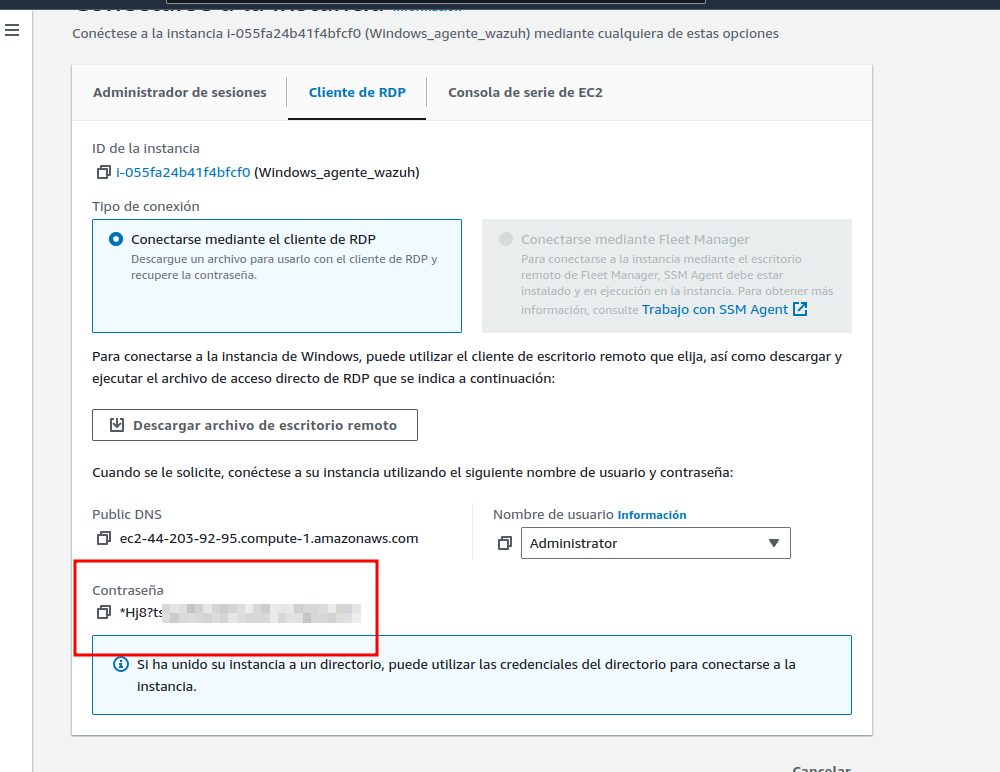 Conectarse a la instancia Información
Conéctese a la instancia i-055fa24b41f4bfcf0 (Windows_agente_wazuh) mediante cualquiera de estas opciones
Administrador de sesiones
Cliente de RDP
Consola de serie de EC2
ID de la instancia
i-055fa24b41f4bfcf0 (Windows_agente_wazuh)
Tipo de conexión
Conectarse mediante el cliente de RDP
Descargue un archivo para usarlo con el cliente de RDP y
recupere la contraseña.
Conectarse mediante Fleet Manager
Para conectarse a la instancia mediante el escritorio
remoto de Fleet Manager, SSM Agent debe estar
instalado y en ejecución en la instancia. Para obtener más
información, consulte Trabajo con SSM Agent
Para conectarse a la instancia de Windows, puede utilizar el cliente de escritorio remoto que elija, así como descargar y
ejecutar el archivo de acceso directo de RDP que se indica a continuación:
Descargar archivo de escritorio remoto
Cuando se le solicite, conéctese a su instancia utilizando el siguiente nombre de usuario y contraseña:
Public DNS
ec2-44-203-92-95.compute-1.amazonaws.com
Nombre de usuario Información
Administrator
Contraseña
*Hj8?ts
Si ha unido su instancia a un directorio, puede utilizar las credenciales del directorio para conectarse a la
instancia.
Cancelar